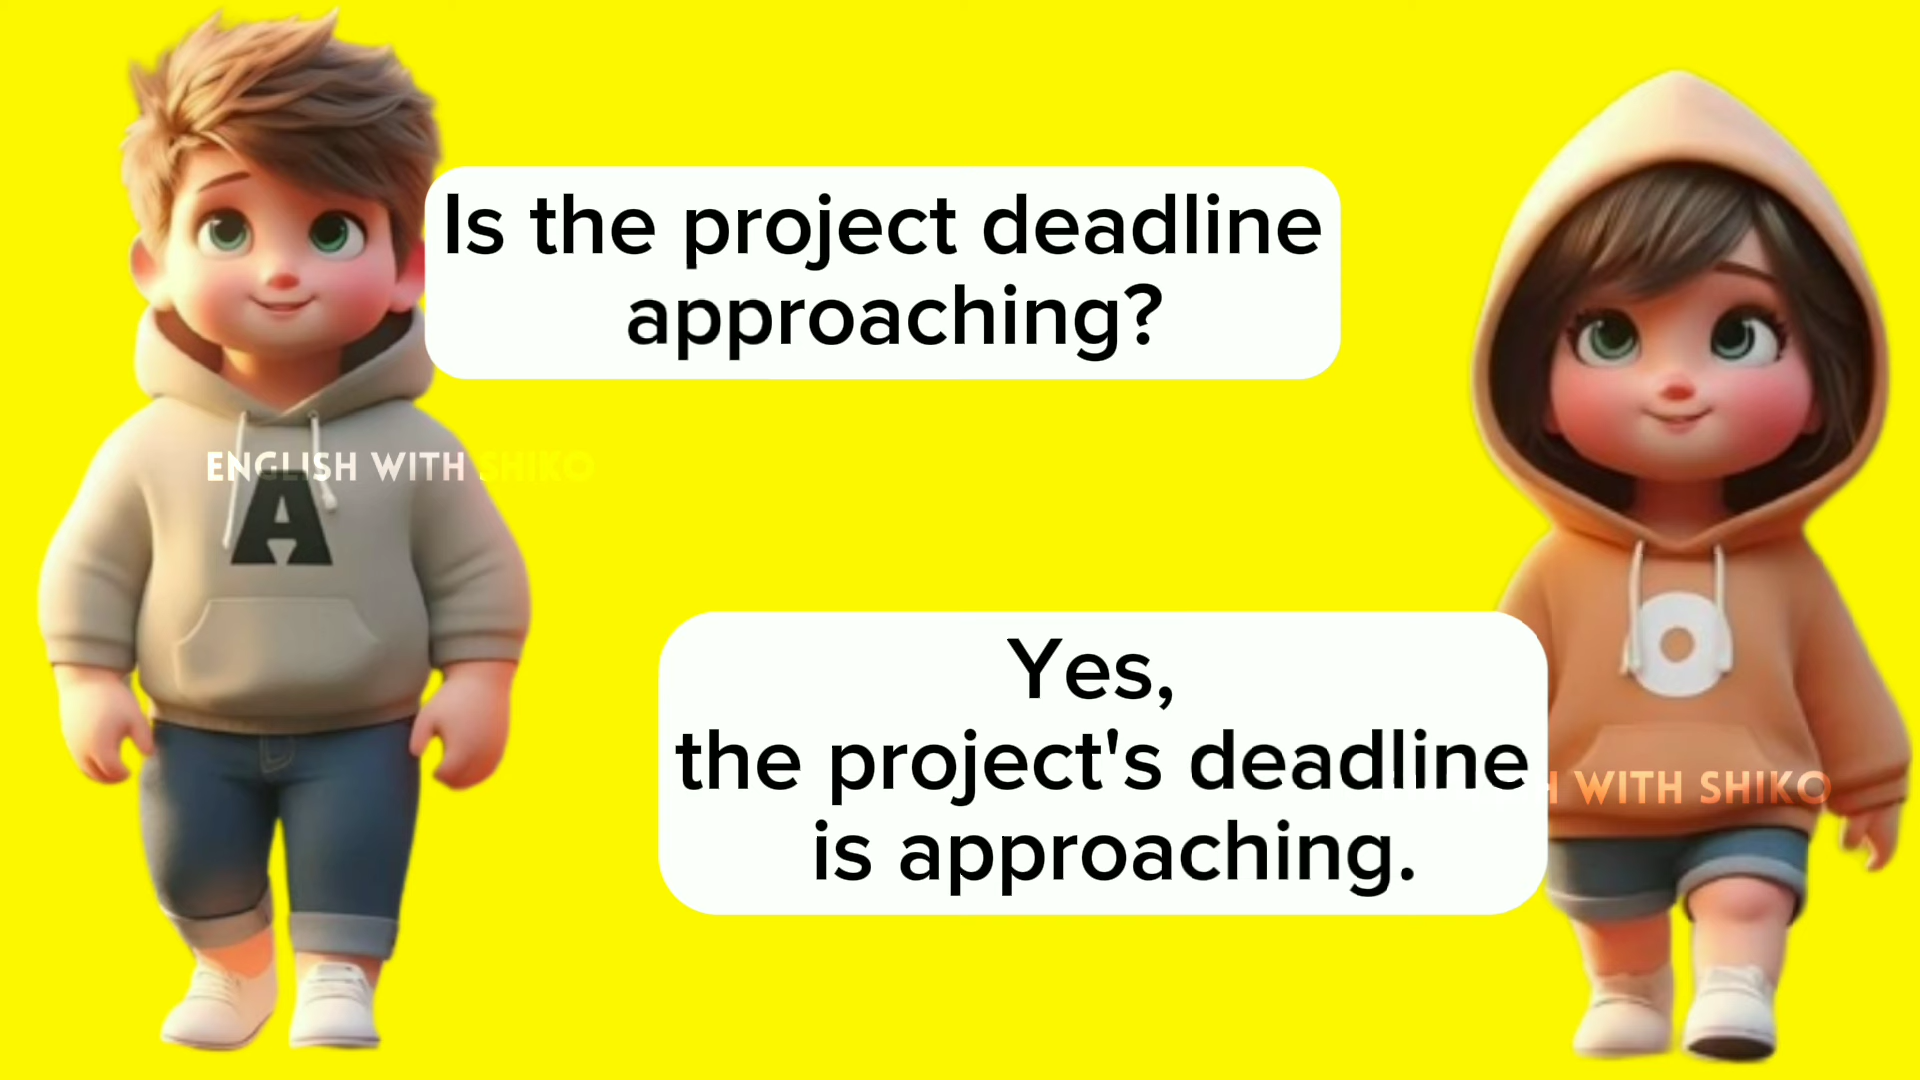 Is the project deadline
approaching?
ENGLISH WITH SHIKO
A
Yes,
the project's deadline
is approaching.
H WITH SHIKO